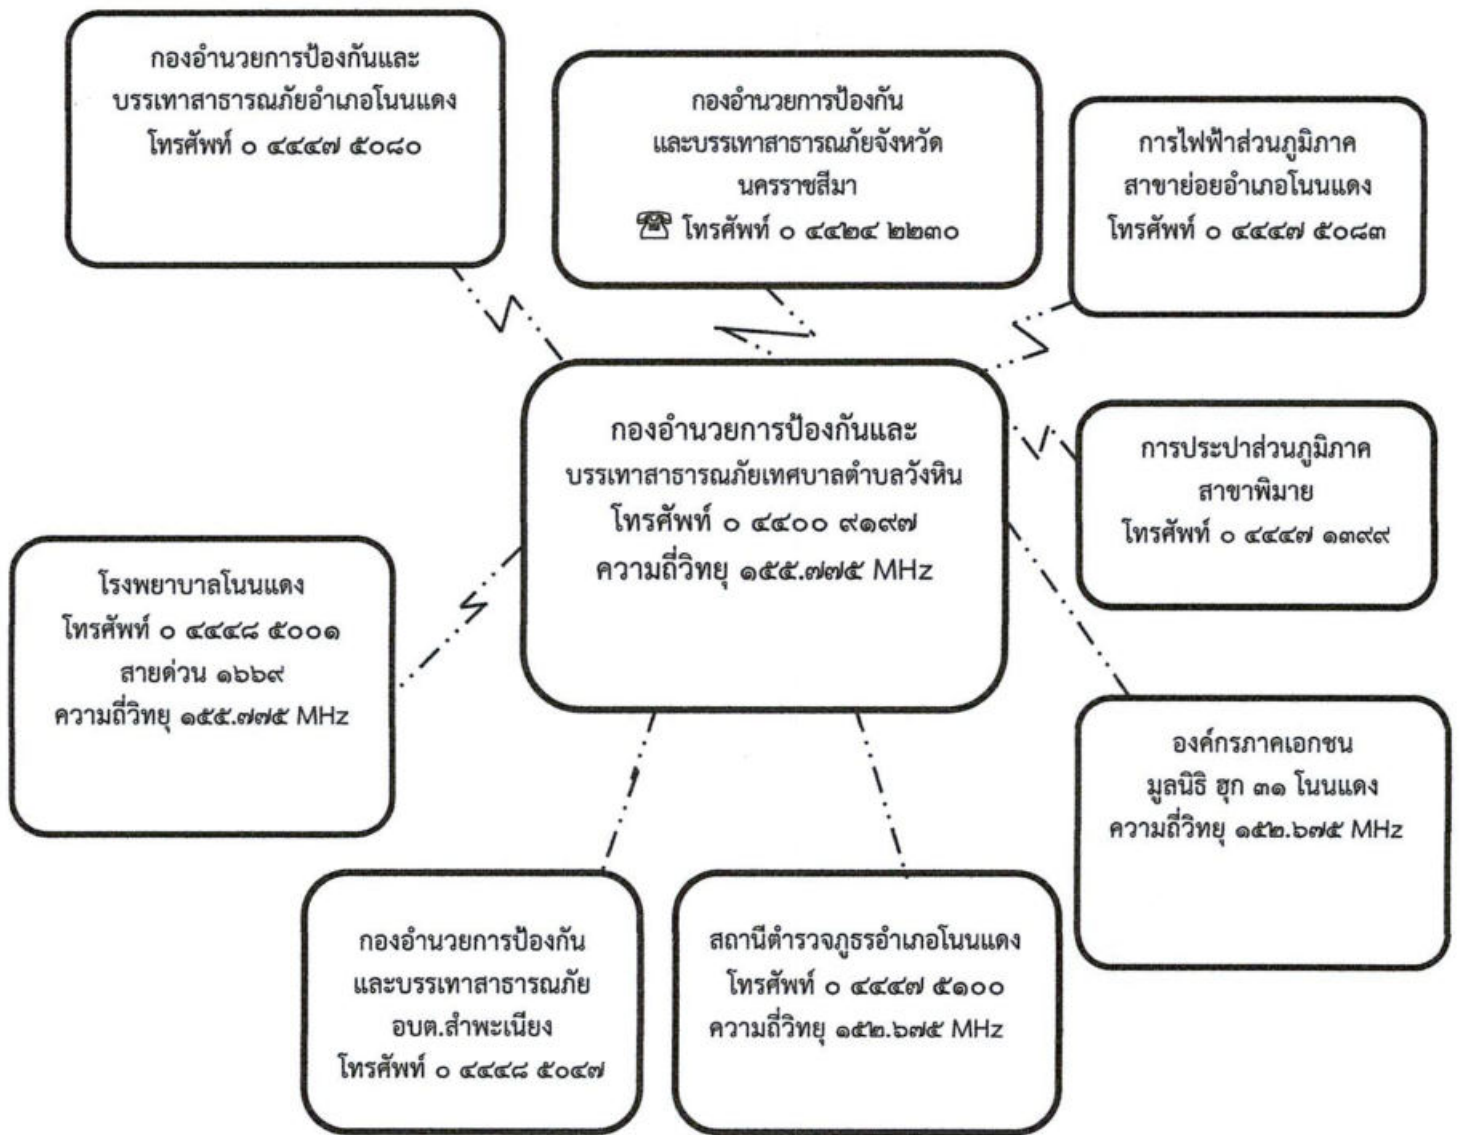 กองอำนวยการป้องกันและ
บรรเทาสาธารณภัยอำเภอโนนแดง
โทรศัพท์ ๐ ๔๔๔๗ ๕๐๘๐
กองอำนวยการป้องกัน
และบรรเทาสาธารณภัยจังหวัด
นครราชสีมา
☎ โทรศัพท์ ๐ ๔๔๒๔ ๒๒๓๐
การไฟฟ้าส่วนภูมิภาค
สาขาย่อยอำเภอโนนแดง
โทรศัพท์ ๐ ๔๔๔๗ ๕๐๘๓
กองอำนวยการป้องกันและ
บรรเทาสาธารณภัยเทศบาลตำบลวังหิน
โทรศัพท์ ๐ ๔๔๐๐ ๙๑๙๗
ความถี่วิทยุ ๑๕๕.๗๗๕ MHz
การประปาส่วนภูมิภาค
สาขาพิมาย
โทรศัพท์ ๐ ๔๔๔๗ ๑๓๙๙
โรงพยาบาลโนนแดง
โทรศัพท์ ๐ ๔๔๔๘ ๕๐๐๑
สายด่วน ๑๖๖๙
ความถี่วิทยุ ๑๕๕.๗๗๕ MHz
องค์กรภาคเอกชน
มูลนิธิ ฮุก ๓๑ โนนแดง
ความถี่วิทยุ ๑๕๒.๖๗๕ MHz
กองอำนวยการป้องกัน
และบรรเทาสาธารณภัย
อบต.สำพะเนียง
โทรศัพท์ ๐ ๔๔๔๘ ๕๐๔๗
สถานีตำรวจภูธรอำเภอโนนแดง
โทรศัพท์ ๐ ๔๔๔๗ ๕๑๐๐
ความถี่วิทยุ ๑๕๒.๖๗๕ MHz